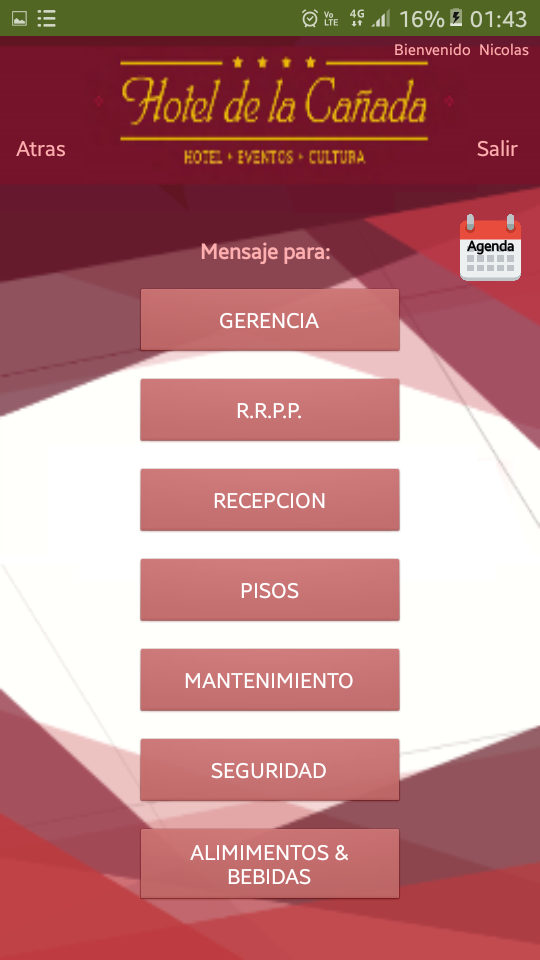 Vo LTE 4G 16% 01:43
Bienvenido Nicolas
Hotel de la Cañada
HOTEL + EVENTOS + CULTURA
Atras
Salir
Mensaje para:
Agenda
GERENCIA
R.R.P.P.
RECEPCION
PISOS
MANTENIMIENTO
SEGURIDAD
ALIMIMENTOS &
BEBIDAS